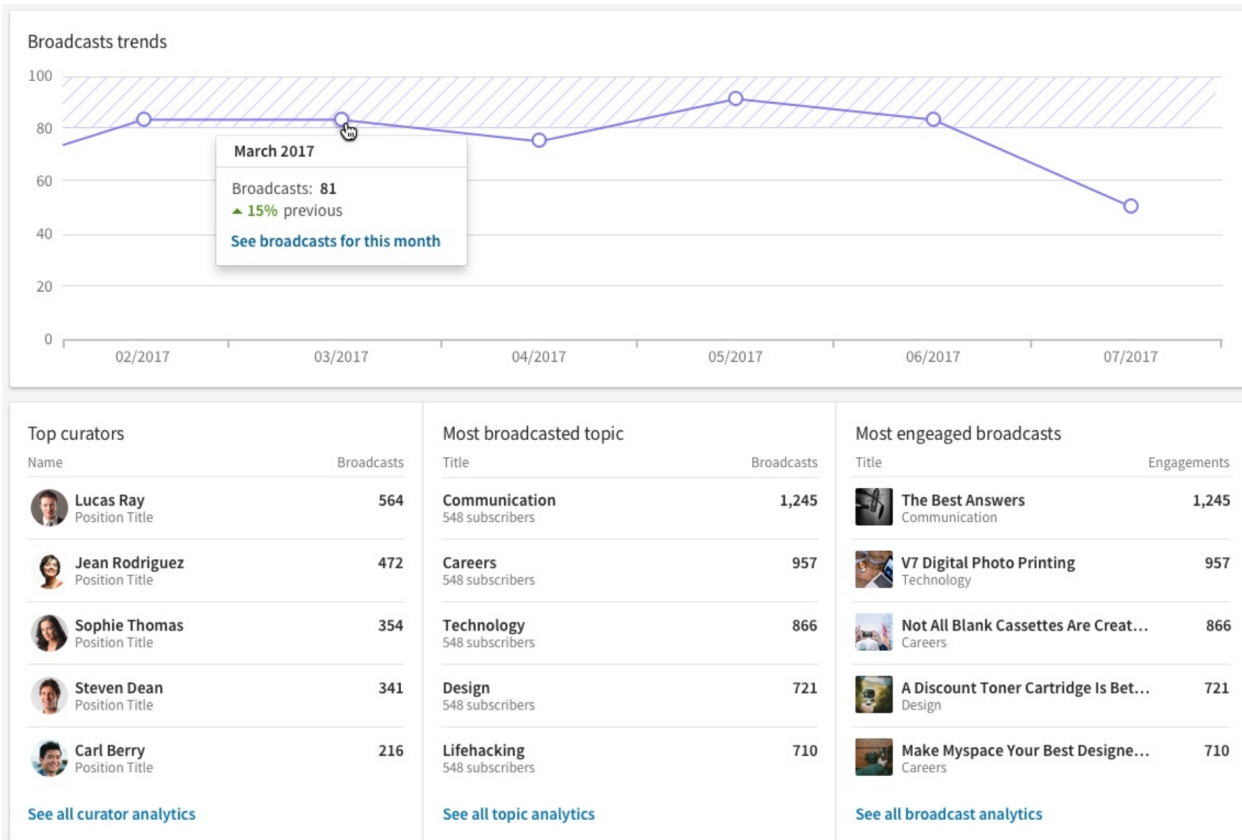 Broadcasts trends
100
80
60
40
20
0
March 2017
Broadcasts: 81
15% previous
See broadcasts for this month
02/2017 03/2017 04/2017 05/2017 06/2017 07/2017
Top curators
Name Broadcasts
Lucas Ray 564
Position Title
Jean Rodriguez 472
Position Title
Sophie Thomas 354
Position Title
Steven Dean 341
Position Title
Carl Berry 216
Position Title
See all curator analytics
Most broadcasted topic
Title Broadcasts
Communication 1,245
548 subscribers
Careers 957
548 subscribers
Technology 866
548 subscribers
Design 721
548 subscribers
Lifehacking 710
548 subscribers
See all topic analytics
Most engeaged broadcasts
Title Engagements
The Best Answers 1,245
Communication
V7 Digital Photo Printing 957
Technology
Not All Blank Cassettes Are Creat... 866
Careers
A Discount Toner Cartridge Is Bet... 721
Design
Make Myspace Your Best Designe... 710
Careers
See all broadcast analytics